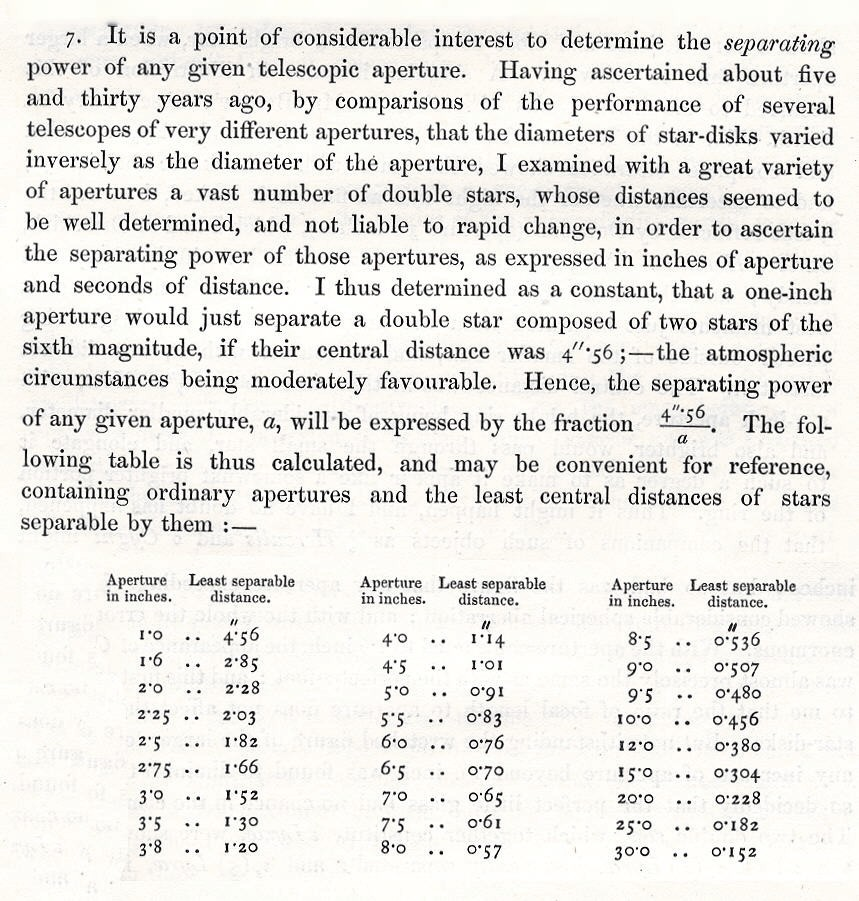 7. It is a point of considerable interest to determine the separating
power of any given telescopic aperture. Having ascertained about five
and thirty years ago, by comparisons of the performance of several
telescopes of very different apertures, that the diameters of star-disks varied
inversely as the diameter of the aperture, I examined with a great variety
of apertures a vast number of double stars, whose distances seemed to
be well determined, and not liable to rapid change, in order to ascertain
the separating power of those apertures, as expressed in inches of aperture
and seconds of distance. I thus determined as a constant, that a one-inch
aperture would just separate a double star composed of two stars of the
sixth magnitude, if their central distance was 4″·56;—the atmospheric
circumstances being moderately favourable. Hence, the separating power
of any given aperture, a, will be expressed by the fraction 4″·56/a. The fol-
lowing table is thus calculated, and may be convenient for reference,
containing ordinary apertures and the least central distances of stars
separable by them :—
Aperture Least separable Aperture Least separable Aperture Least separable
in inches. distance. in inches. distance. in inches. distance.
″ ″ ″
1·0 .. 4·56 4·0 .. 1·14 8·5 .. 0·536
1·6 .. 2·85 4·5 .. 1·01 9·0 .. 0·507
2·0 .. 2·28 5·0 .. 0·91 9·5 .. 0·480
2·25 .. 2·03 5·5 .. 0·83 10·0 .. 0·456
2·5 .. 1·82 6·0 .. 0·76 12·0 .. 0·380
2·75 .. 1·66 6·5 .. 0·70 15·0 .. 0·304
3·0 .. 1·52 7·0 .. 0·65 20·0 .. 0·228
3·5 .. 1·30 7·5 .. 0·61 25·0 .. 0·182
3·8 .. 1·20 8·0 .. 0·57 30·0 .. 0·152